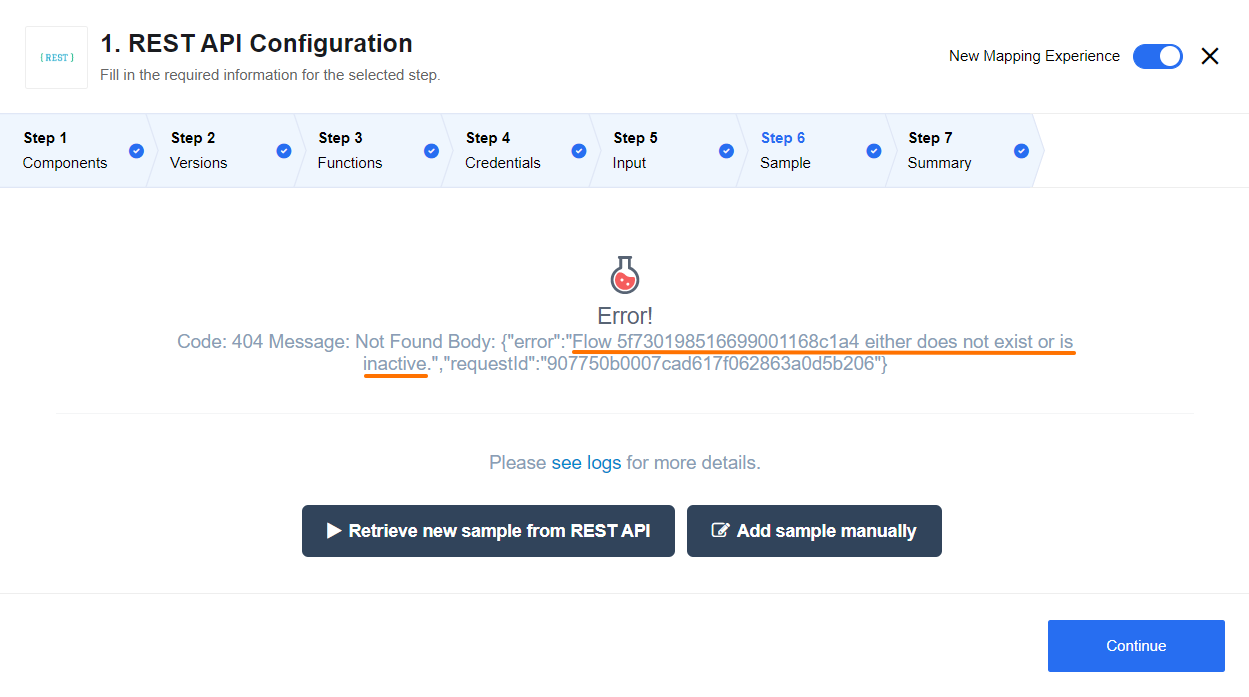 {REST}
1. REST API Configuration
Fill in the required information for the selected step.
New Mapping Experience
Step 1
Components
Step 2
Versions
Step 3
Functions
Step 4
Credentials
Step 5
Input
Step 6
Sample
Step 7
Summary
Error!
Code: 404 Message: Not Found Body: {"error":"Flow 5f730198516699001168c1a4 either does not exist or is
inactive.","requestId":"907750b0007cad617f062863a0d5b206"}
Please see logs for more details.
Retrieve new sample from REST API
Add sample manually
Continue